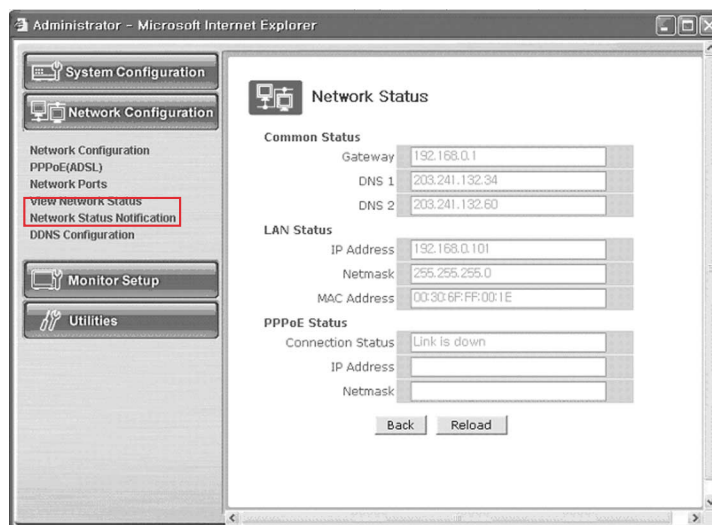 Administrator - Microsoft Internet Explorer
System Configuration
Network Configuration
Network Configuration
PPPoE(ADSL)
Network Ports
View Network Status
Network Status Notification
DDNS Configuration
Monitor Setup
Utilities
Network Status
Common Status
Gateway 192.168.0.1
DNS 1 203.241.132.34
DNS 2 203.241.132.60
LAN Status
IP Address 192.168.0.101
Netmask 255.255.255.0
MAC Address 00:30:6F:FF:00:1E
PPPoE Status
Connection Status Link is down
IP Address
Netmask
Back Reload